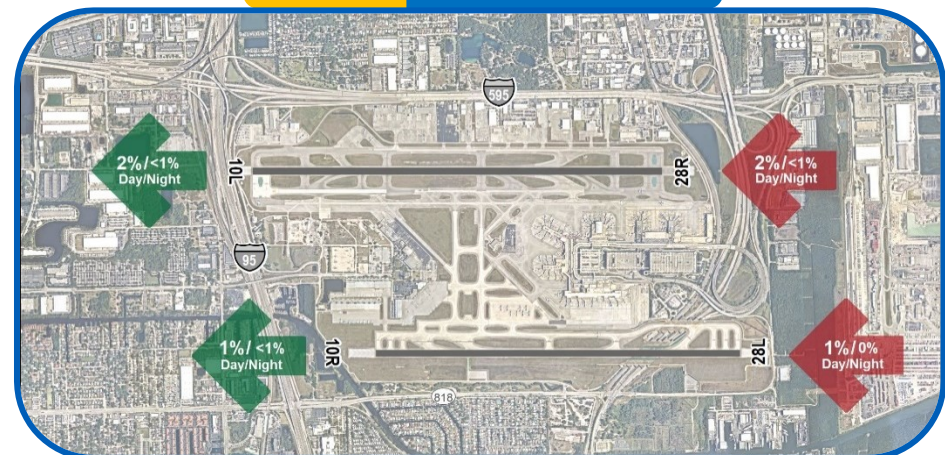 595
2%/<1%
Day/Night
10L
28R
2%/<1%
Day/Night
95
1%/ <1%
Day/Night
10R
28L
1%/ 0%
Day/Night
818